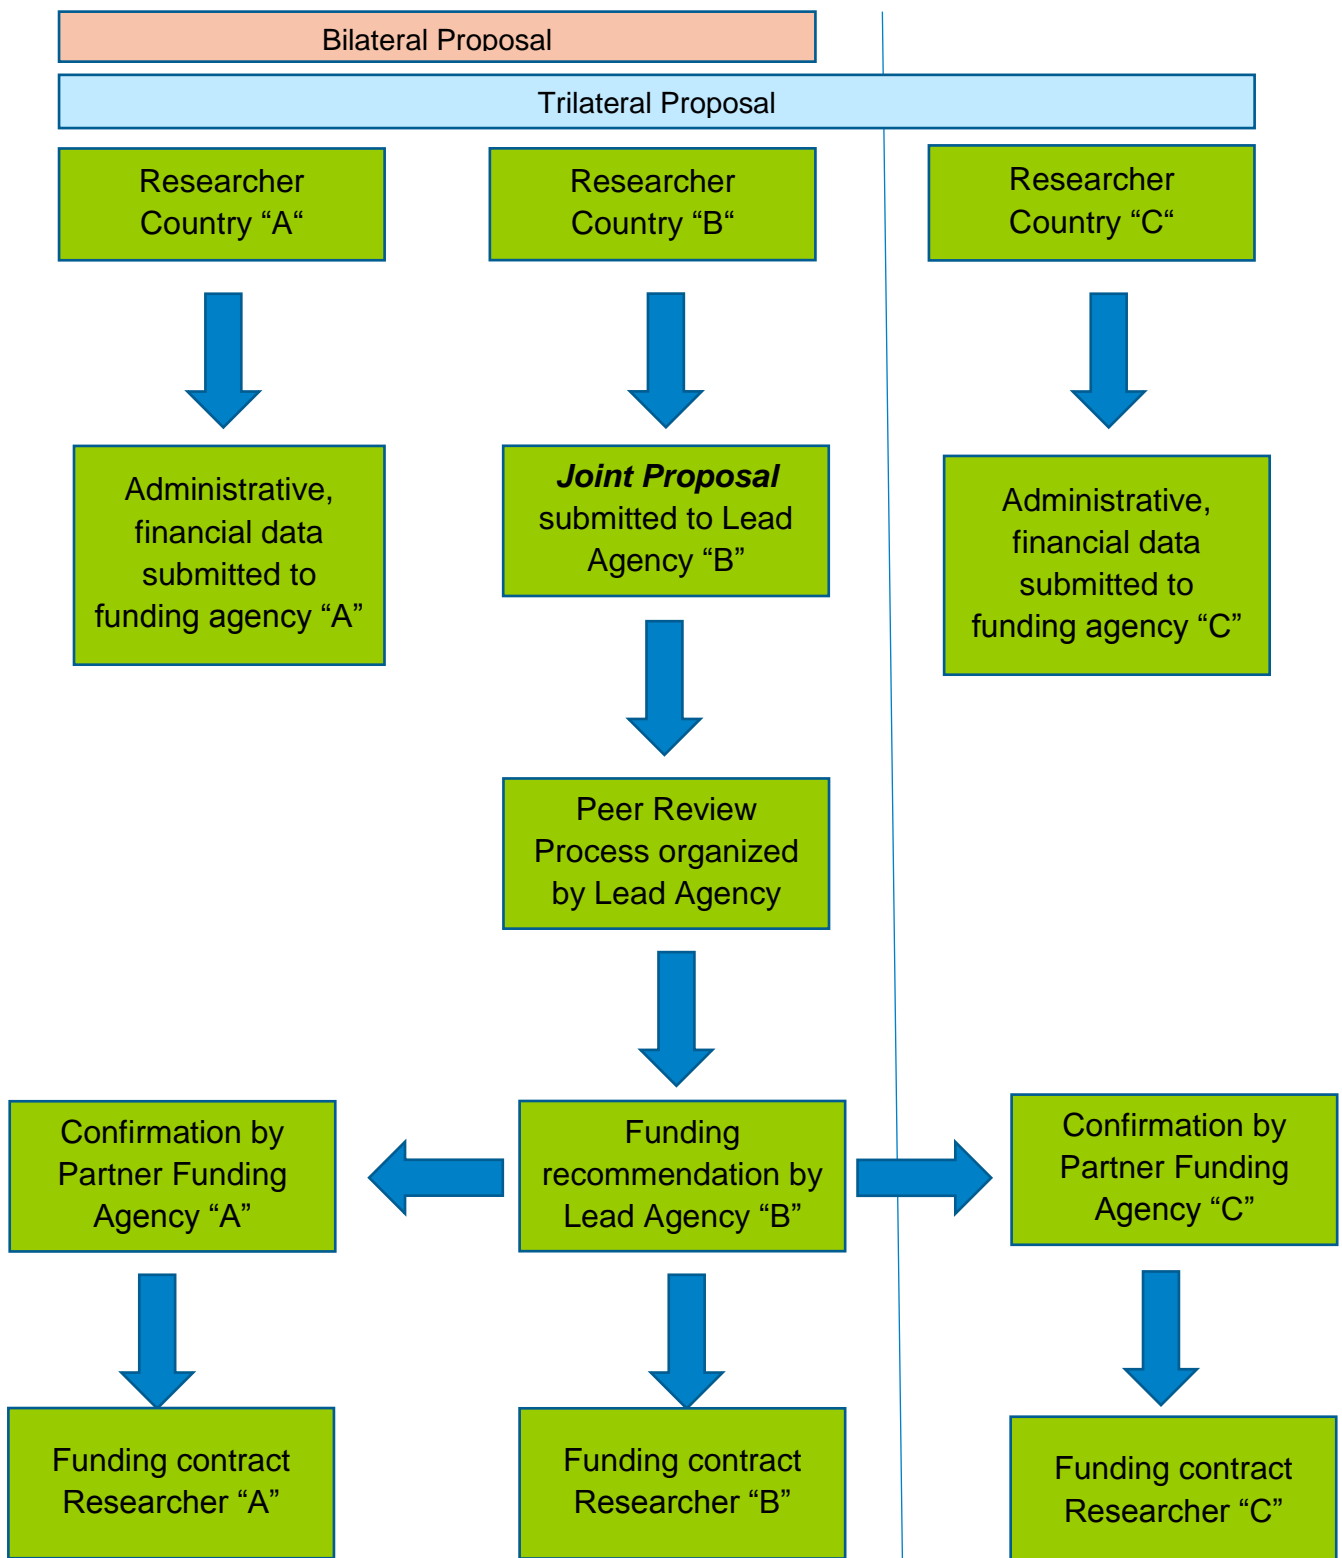 Bilateral Proposal
Trilateral Proposal
Researcher
Country “A“
Researcher
Country “B“
Researcher
Country “C“
Administrative,
financial data
submitted to
funding agency “A”
Joint Proposal
submitted to Lead
Agency “B”
Administrative,
financial data
submitted to
funding agency “C”
Peer Review
Process organized
by Lead Agency
Confirmation by
Partner Funding
Agency “A”
Funding
recommendation by
Lead Agency “B”
Confirmation by
Partner Funding
Agency “C”
Funding contract
Researcher “A”
Funding contract
Researcher “B”
Funding contract
Researcher “C”